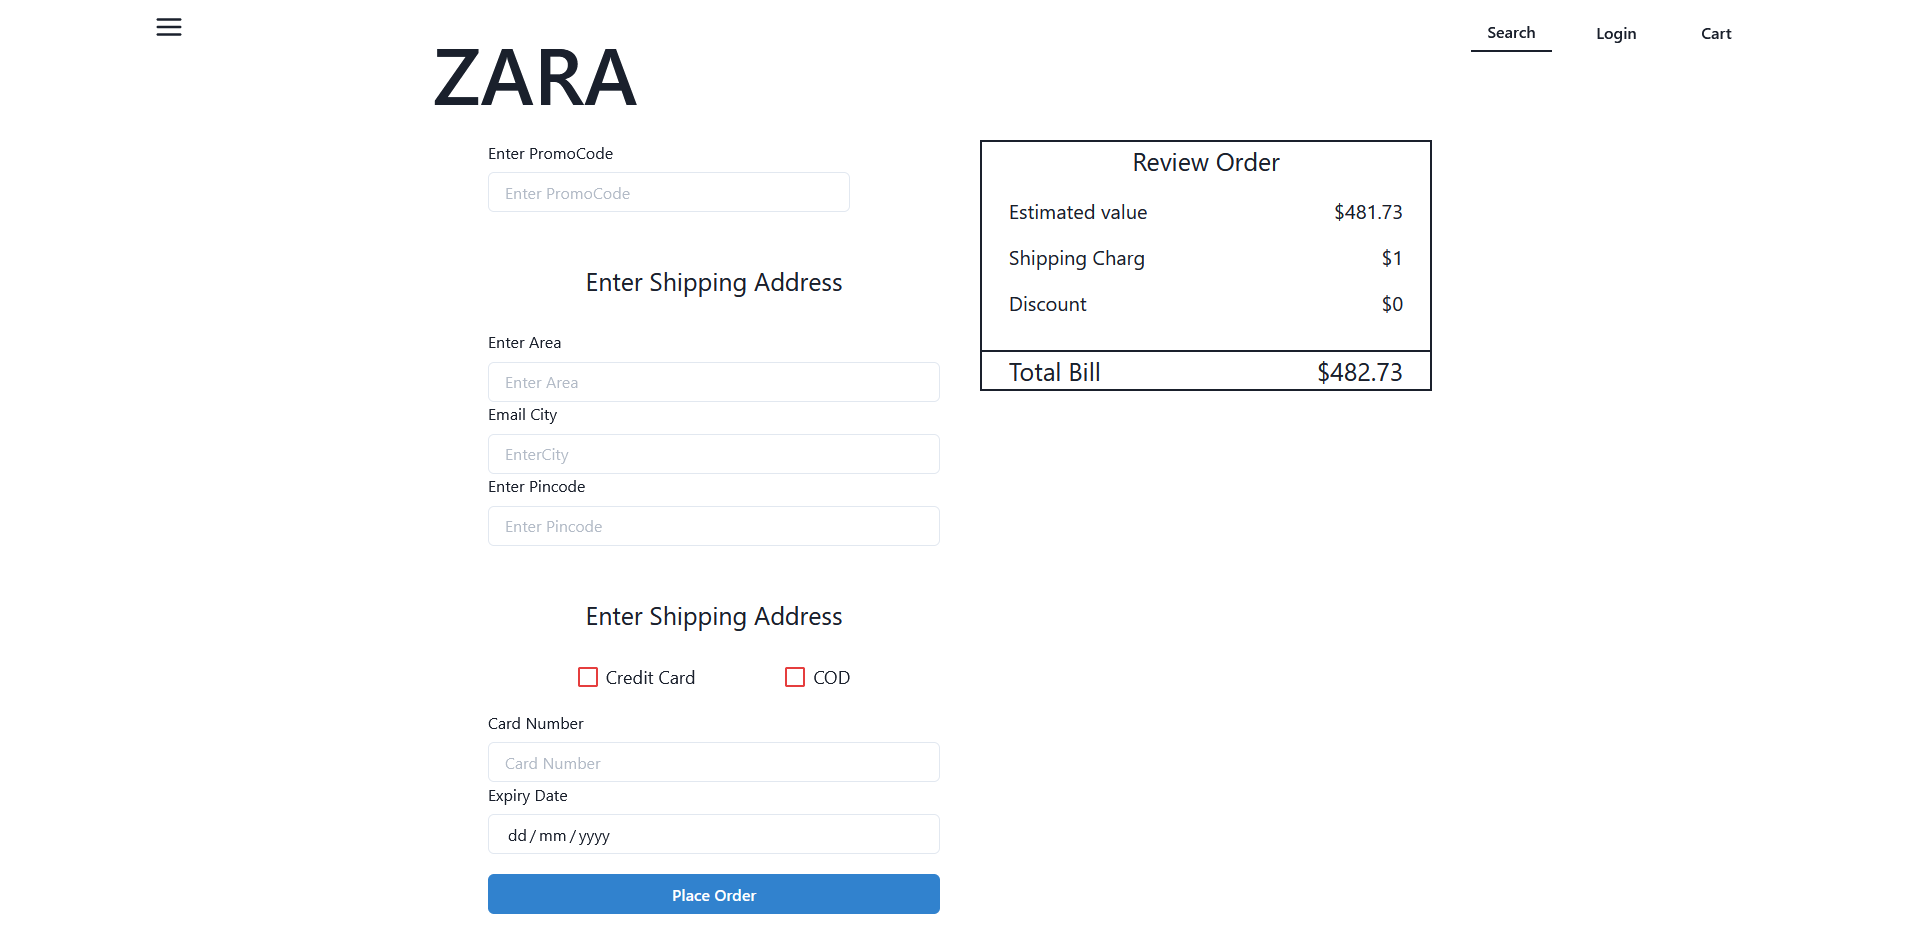 Search Login Cart
ZARA
Enter PromoCode
Enter PromoCode
Enter Shipping Address
Enter Area
Enter Area
Email City
EnterCity
Enter Pincode
Enter Pincode
Enter Shipping Address
Credit Card COD
Card Number
Card Number
Expiry Date
dd/mm/yyyy
Place Order
Review Order
Estimated value $481.73
Shipping Charg $1
Discount $0
Total Bill $482.73